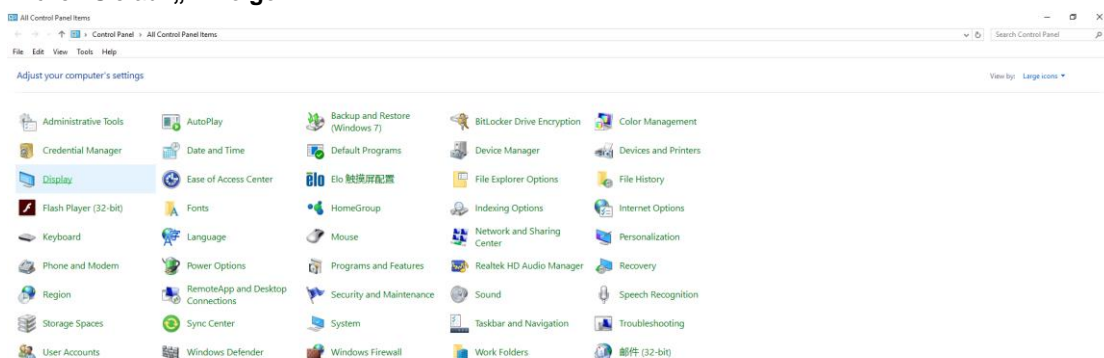 All Control Panel Items
Control Panel › All Control Panel Items
Search Control Panel
File Edit View Tools Help
Adjust your computer's settings
View by: Large icons
Administrative Tools
AutoPlay
Backup and Restore
(Windows 7)
BitLocker Drive Encryption
Color Management
Credential Manager
Date and Time
Default Programs
Device Manager
Devices and Printers
Display
Ease of Access Center
elo
Elo 触摸屏配置
File Explorer Options
File History
Flash Player (32-bit)
Fonts
HomeGroup
Indexing Options
Internet Options
Keyboard
Language
Mouse
Network and Sharing
Center
Personalization
Phone and Modem
Power Options
Programs and Features
Realtek HD Audio Manager
Recovery
Region
RemoteApp and Desktop
Connections
Security and Maintenance
Sound
Speech Recognition
Storage Spaces
Sync Center
System
Taskbar and Navigation
Troubleshooting
User Accounts
Windows Defender
Windows Firewall
Work Folders
邮件 (32-bit)